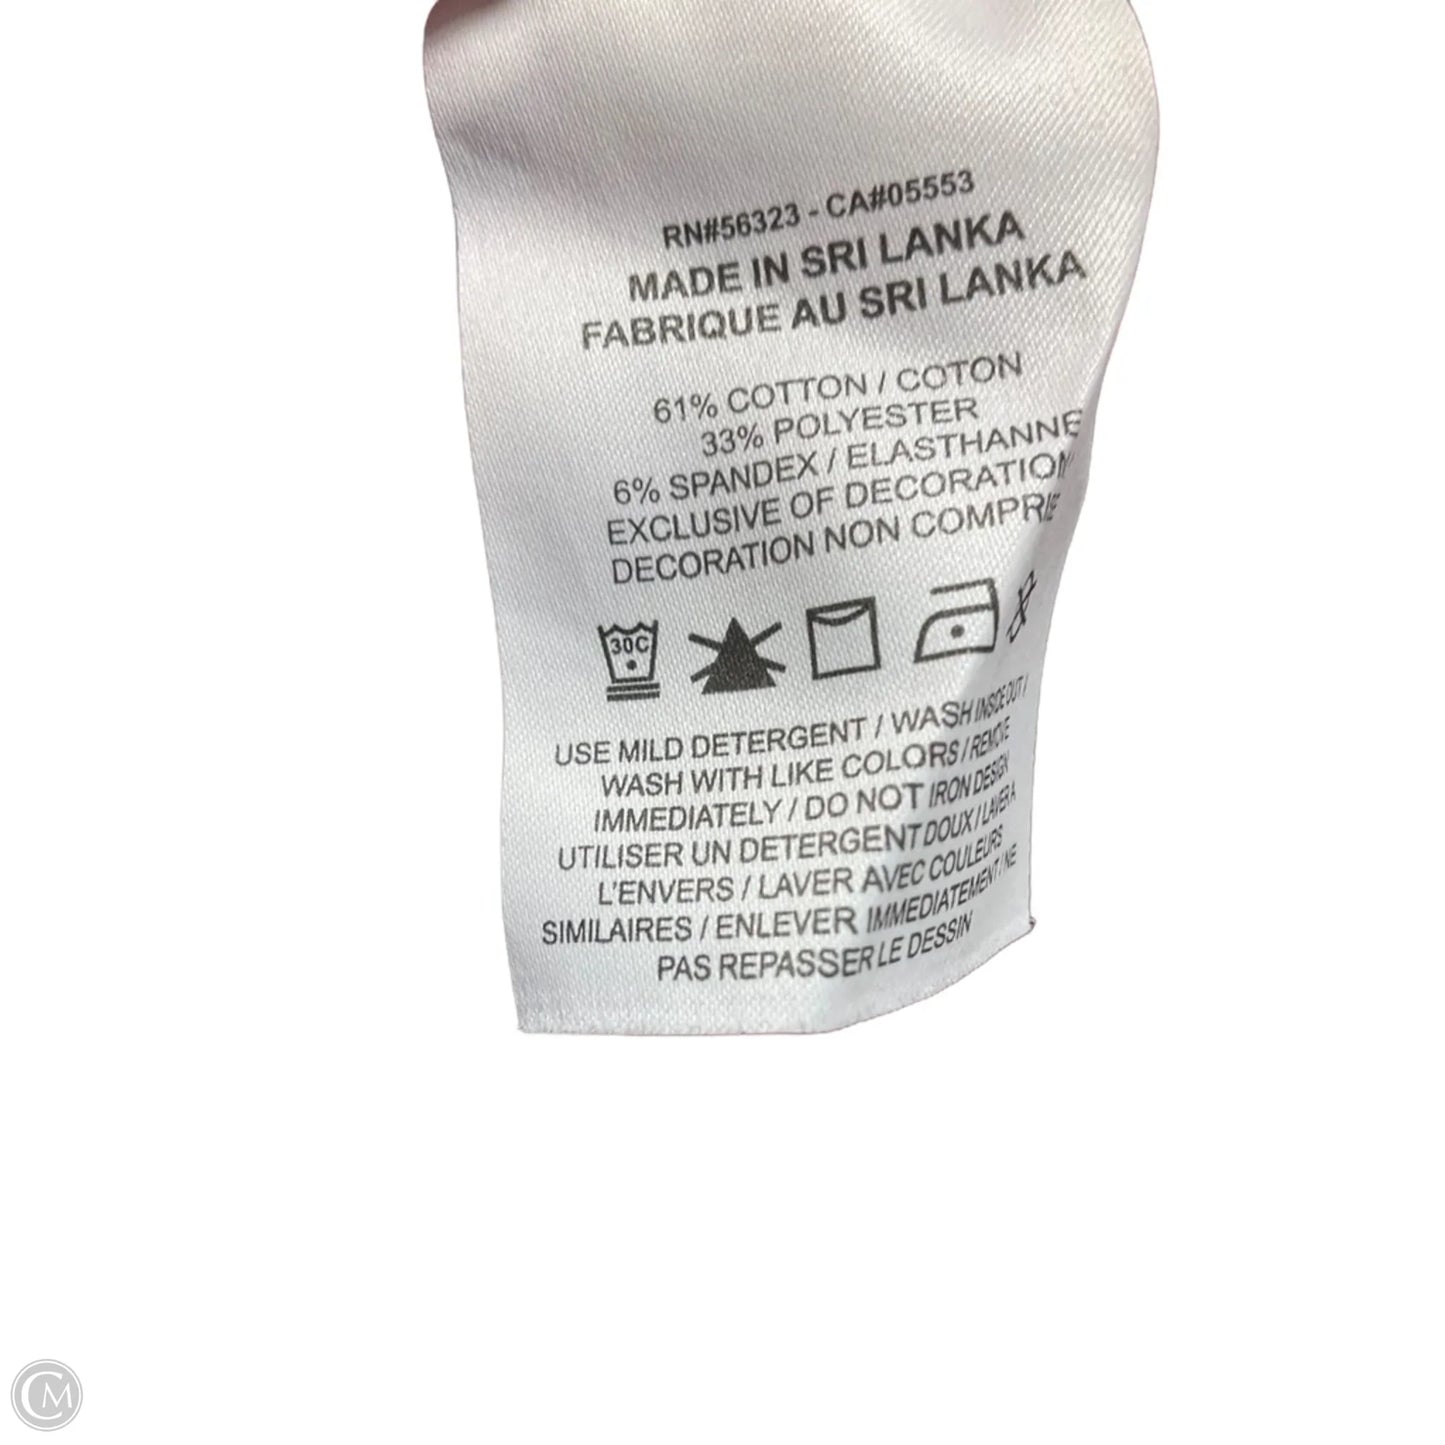 RN#56323 - CA#05553
MADE IN SRI LANKA
FABRIQUE AU SRI LANKA
61% COTTON / COTON
33% POLYESTER
6% SPANDEX / ELASTHANNE
EXCLUSIVE OF DECORATION
DECORATION NON COMPRISE
30C
USE MILD DETERGENT / WASH INSIDE OUT /
WASH WITH LIKE COLORS / REMOVE
IMMEDIATELY / DO NOT IRON DESIGN
UTILISER UN DETERGENT DOUX / LAVER A
L'ENVERS / LAVER AVEC COULEURS
SIMILAIRES / ENLEVER IMMEDIATEMENT / NE
PAS REPASSER LE DESSIN
CM